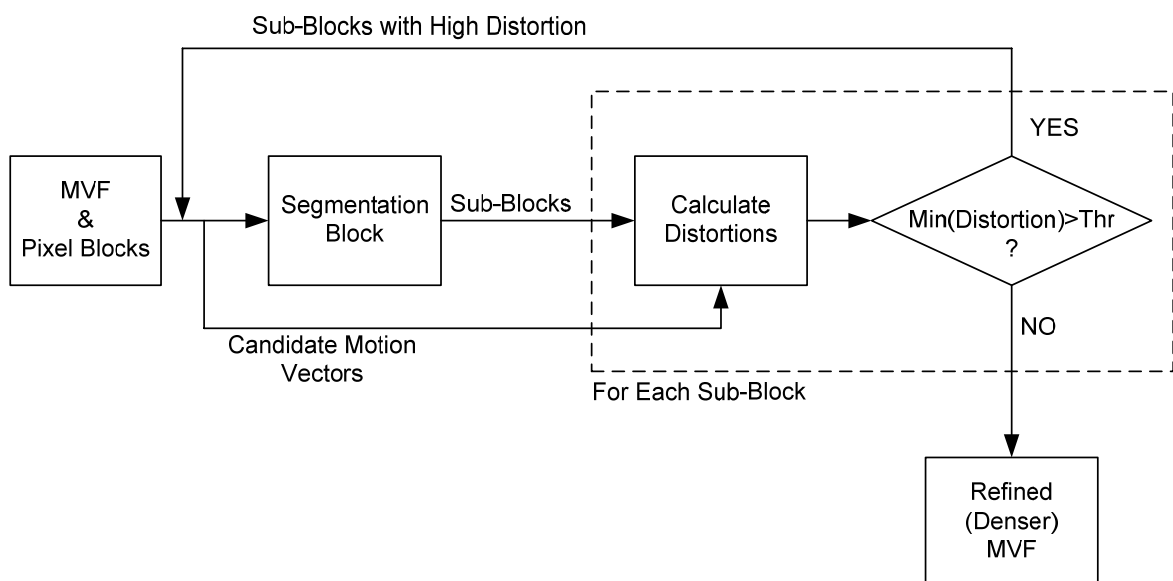 Sub-Blocks with High Distortion
YES
MVF
&
Pixel Blocks
Segmentation
Block
Sub-Blocks
Calculate
Distortions
Min(Distortion)>Thr
?
NO
Candidate Motion
Vectors
For Each Sub-Block
Refined
(Denser)
MVF